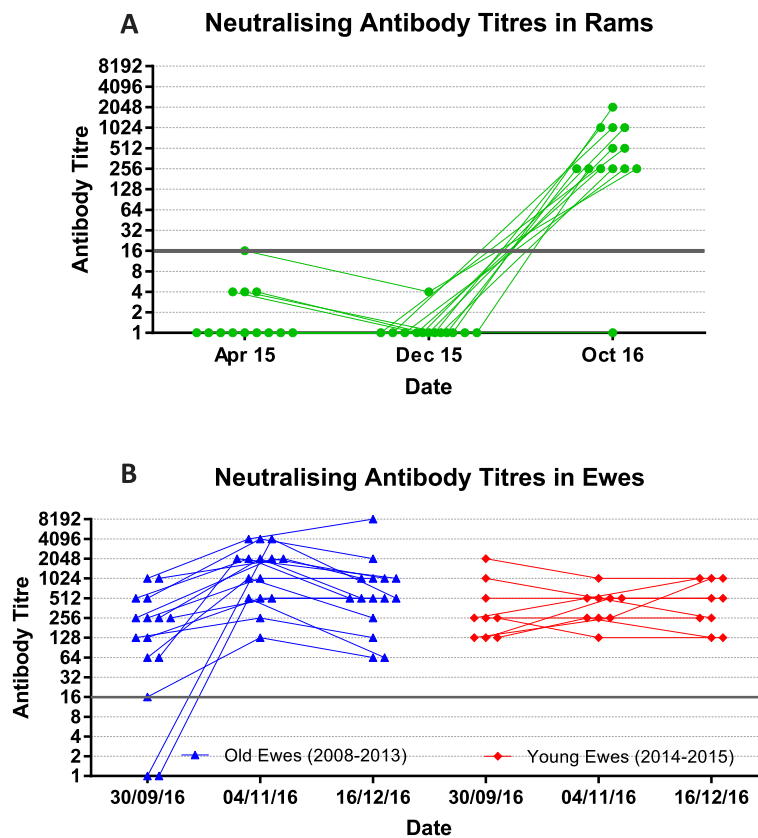 A
Neutralising Antibody Titres in Rams
Antibody Titre
8192
4096
2048
1024
512
256
128
64
32
16
8
4
2
1
Apr 15
Dec 15
Oct 16
Date
B
Neutralising Antibody Titres in Ewes
Antibody Titre
8192
4096
2048
1024
512
256
128
64
32
16
8
4
2
1
Old Ewes (2008-2013)
Young Ewes (2014-2015)
30/09/16
04/11/16
16/12/16
30/09/16
04/11/16
16/12/16
Date